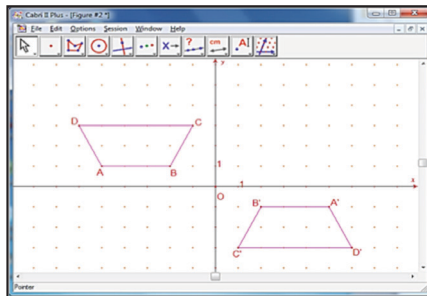 Cabri II Plus - [Figure #2 *]
File Edit Options Session Window Help
X→ ? cm A
y
D C
A B 1
x
O 1
B' A'
C' D'
Pointer